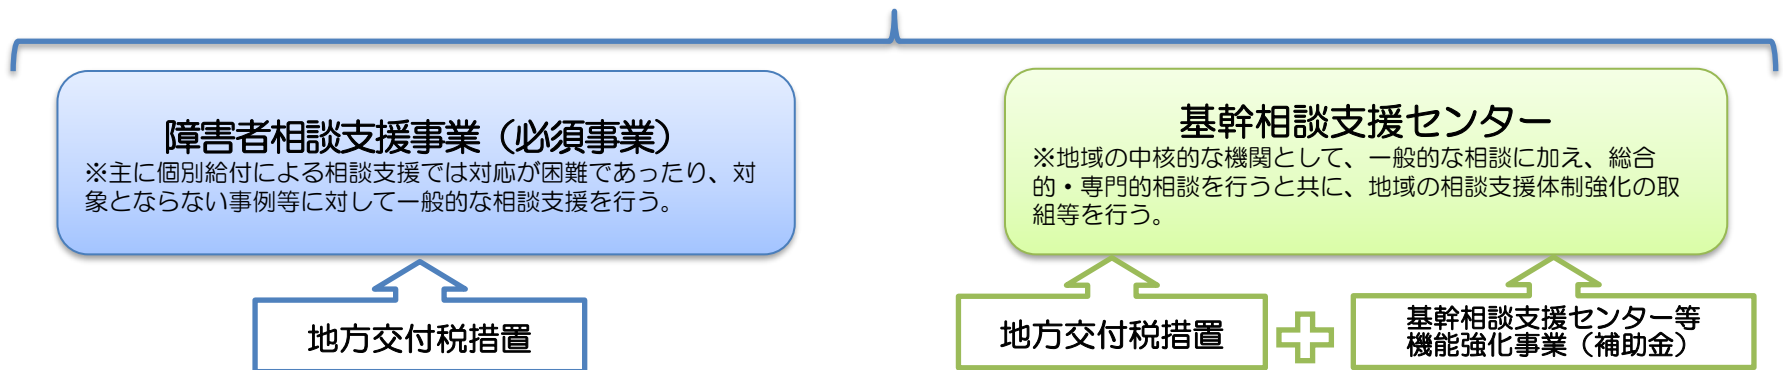 障害者相談支援事業（必須事業）
※主に個別給付による相談支援では対応が困難であったり、対
象とならない事例等に対して一般的な相談支援を行う。
地方交付税措置
基幹相談支援センター
※地域の中核的な機関として、一般的な相談に加え、総合
的・専門的相談を行うと共に、地域の相談支援体制強化の取
組等を行う。
地方交付税措置
基幹相談支援センター等
機能強化事業（補助金）